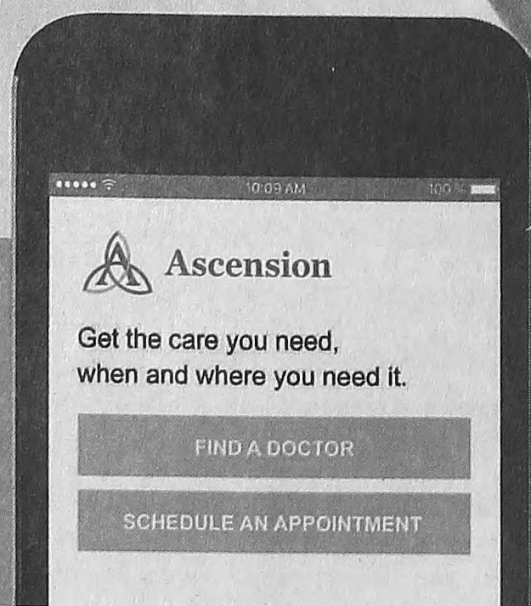 10:09 AM 100 %
Ascension
Get the care you need,
when and where you need it.
FIND A DOCTOR
SCHEDULE AN APPOINTMENT